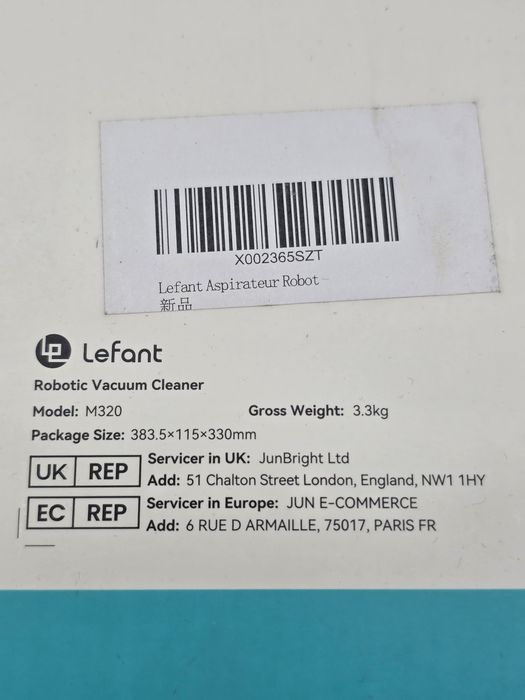 X002365SZT
Lefant Aspirateur Robot
新品
Lefant
Robotic Vacuum Cleaner
Model: M320 Gross Weight: 3.3kg
Package Size: 383.5×115×330mm
UK REP Servicer in UK: JunBright Ltd
Add: 51 Chalton Street London, England, NW1 1HY
EC REP Servicer in Europe: JUN E-COMMERCE
Add: 6 RUE D ARMAILLE, 75017, PARIS FR